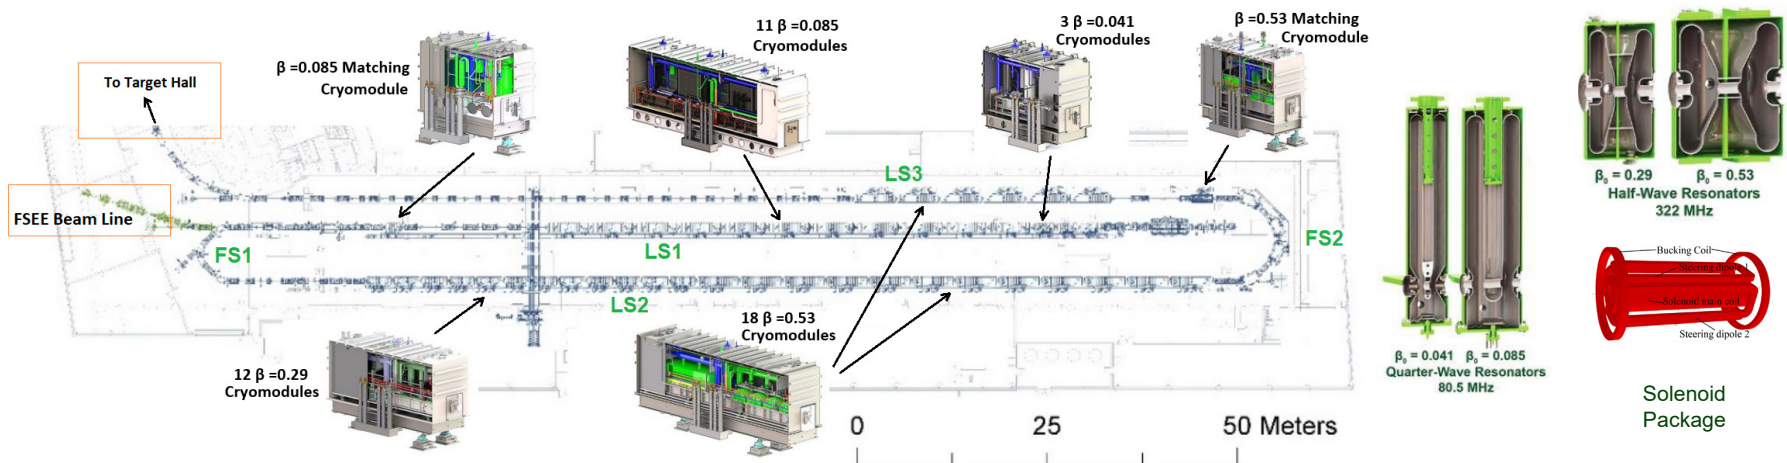 β =0.085 Matching
Cryomodule
11 β =0.085
Cryomodules
3 β =0.041
Cryomodules
β =0.53 Matching
Cryomodule
To Target Hall
FSEE Beam Line
FS1
LS1
LS2
LS3
FS2
12 β =0.29
Cryomodules
18 β =0.53
Cryomodules
0 25 50 Meters
β₀ = 0.041 β₀ = 0.085
Quarter-Wave Resonators
80.5 MHz
β₀ = 0.29 β₀ = 0.53
Half-Wave Resonators
322 MHz
Bucking Coil
Steering dipole 1
Solenoid main coil
Steering dipole 2
Solenoid
Package